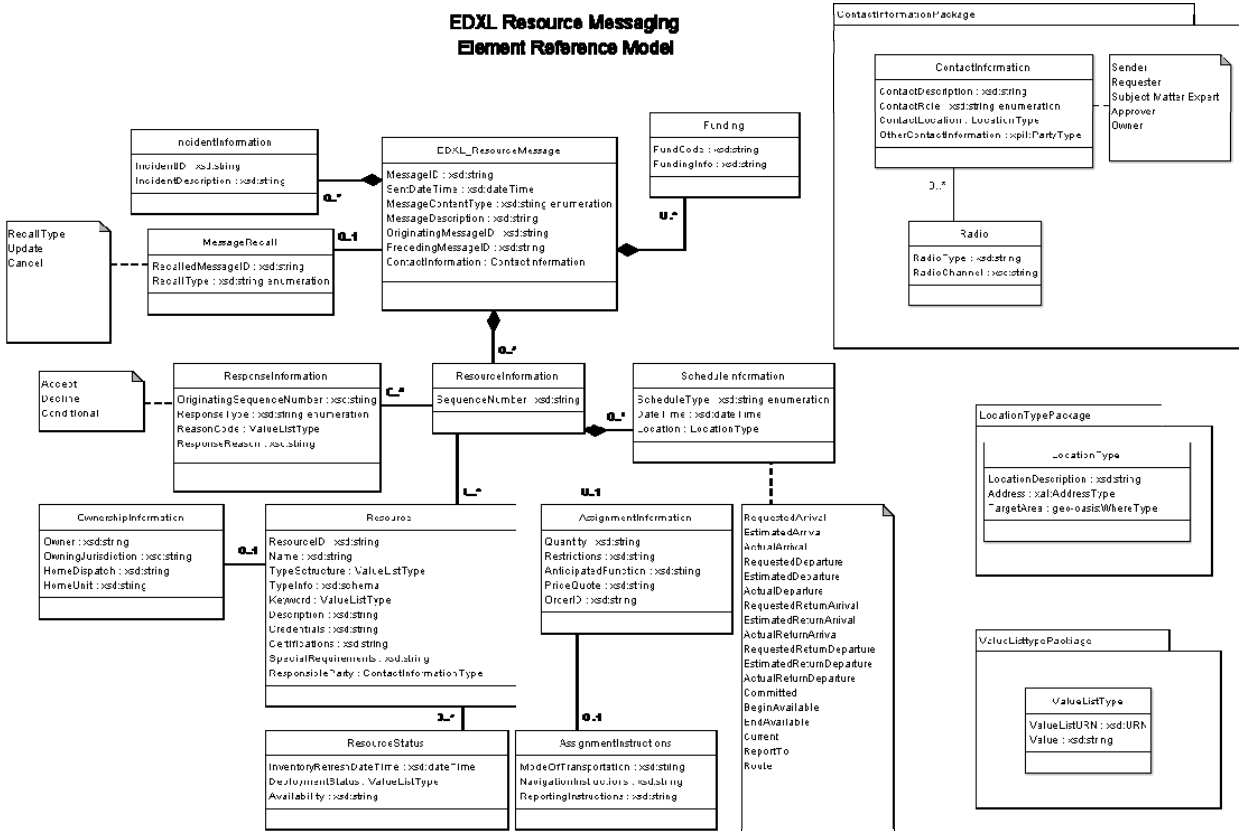 EDXL Resource Messaging
Element Reference Model
ContactInformationPackage
ContactInformation
ContactDescription : xsd:string
ContactRole : xsd:string enumeration
ContactLocation : LocationType
OtherContactInformation : xpil:PartyType
Sender
Requester
Subject Matter Expert
Approver
Owner
0..*
Radio
RadioType : xsd:string
RadioChannel : xsd:string
IncidentInformation
IncidentID : xsd:string
IncidentDescription : xsd:string
0..*
EDXL_ResourceMessage
MessageID : xsd:string
SentDateTime : xsd:dateTime
MessageContentType : xsd:string enumeration
MessageDescription : xsd:string
OriginatingMessageID : xsd:string
PrecedingMessageID : xsd:string
ContactInformation : ContactInformation
Funding
FundCode : xsd:string
FundingInfo : xsd:string
0..*
RecallType
Update
Cancel
MessageRecall
RecalledMessageID : xsd:string
RecallType : xsd:string enumeration
0..1
0..*
Accept
Decline
Conditional
ResponseInformation
OriginatingSequenceNumber : xsd:string
ResponseType : xsd:string enumeration
ReasonCode : ValueListType
ResponseReason : xsd:string
0..*
ResourceInformation
SequenceNumber : xsd:string
ScheduleInformation
ScheduleType : xsd:string enumeration
DateTime : xsd:dateTime
Location : LocationType
0..*
LocationTypePackage
LocationType
LocationDescription : xsd:string
Address : xal:AddressType
TargetArea : geo-oasis:WhereType
OwnershipInformation
Owner : xsd:string
OwningJurisdiction : xsd:string
HomeDispatch : xsd:string
HomeUnit : xsd:string
0..1
0..*
Resource
ResourceID : xsd:string
Name : xsd:string
TypeSctructure : ValueListType
TypeInfo : xsd:schema
Keyword : ValueListType
Description : xsd:string
Credentials : xsd:string
Certifications : xsd:string
SpecialRequirements : xsd:string
ResponsibleParty : ContactInformationType
0..1
AssignmentInformation
Quantity : xsd:string
Restrictions : xsd:string
AnticipatedFunction : xsd:string
PriceQuote : xsd:string
OrderID : xsd:string
RequestedArrival
EstimatedArrival
ActualArrival
RequestedDeparture
EstimatedDeparture
ActualDeparture
RequestedReturnArrival
EstimatedReturnArrival
ActualReturnArrival
RequestedReturnDeparture
EstimatedReturnDeparture
ActualReturnDeparture
Committed
BeginAvailable
EndAvailable
Current
ReportTo
Route
0..*
ResourceStatus
InventoryRefreshDateTime : xsd:dateTime
DeploymentStatus : ValueListType
Availability : xsd:string
0..1
AssignmentInstructions
ModeOfTransportation : xsd:string
NavigationInstructions : xsd:string
ReportingInstructions : xsd:string
ValueListtypePackage
ValueListType
ValueListURN : xsd:URN
Value : xsd:string